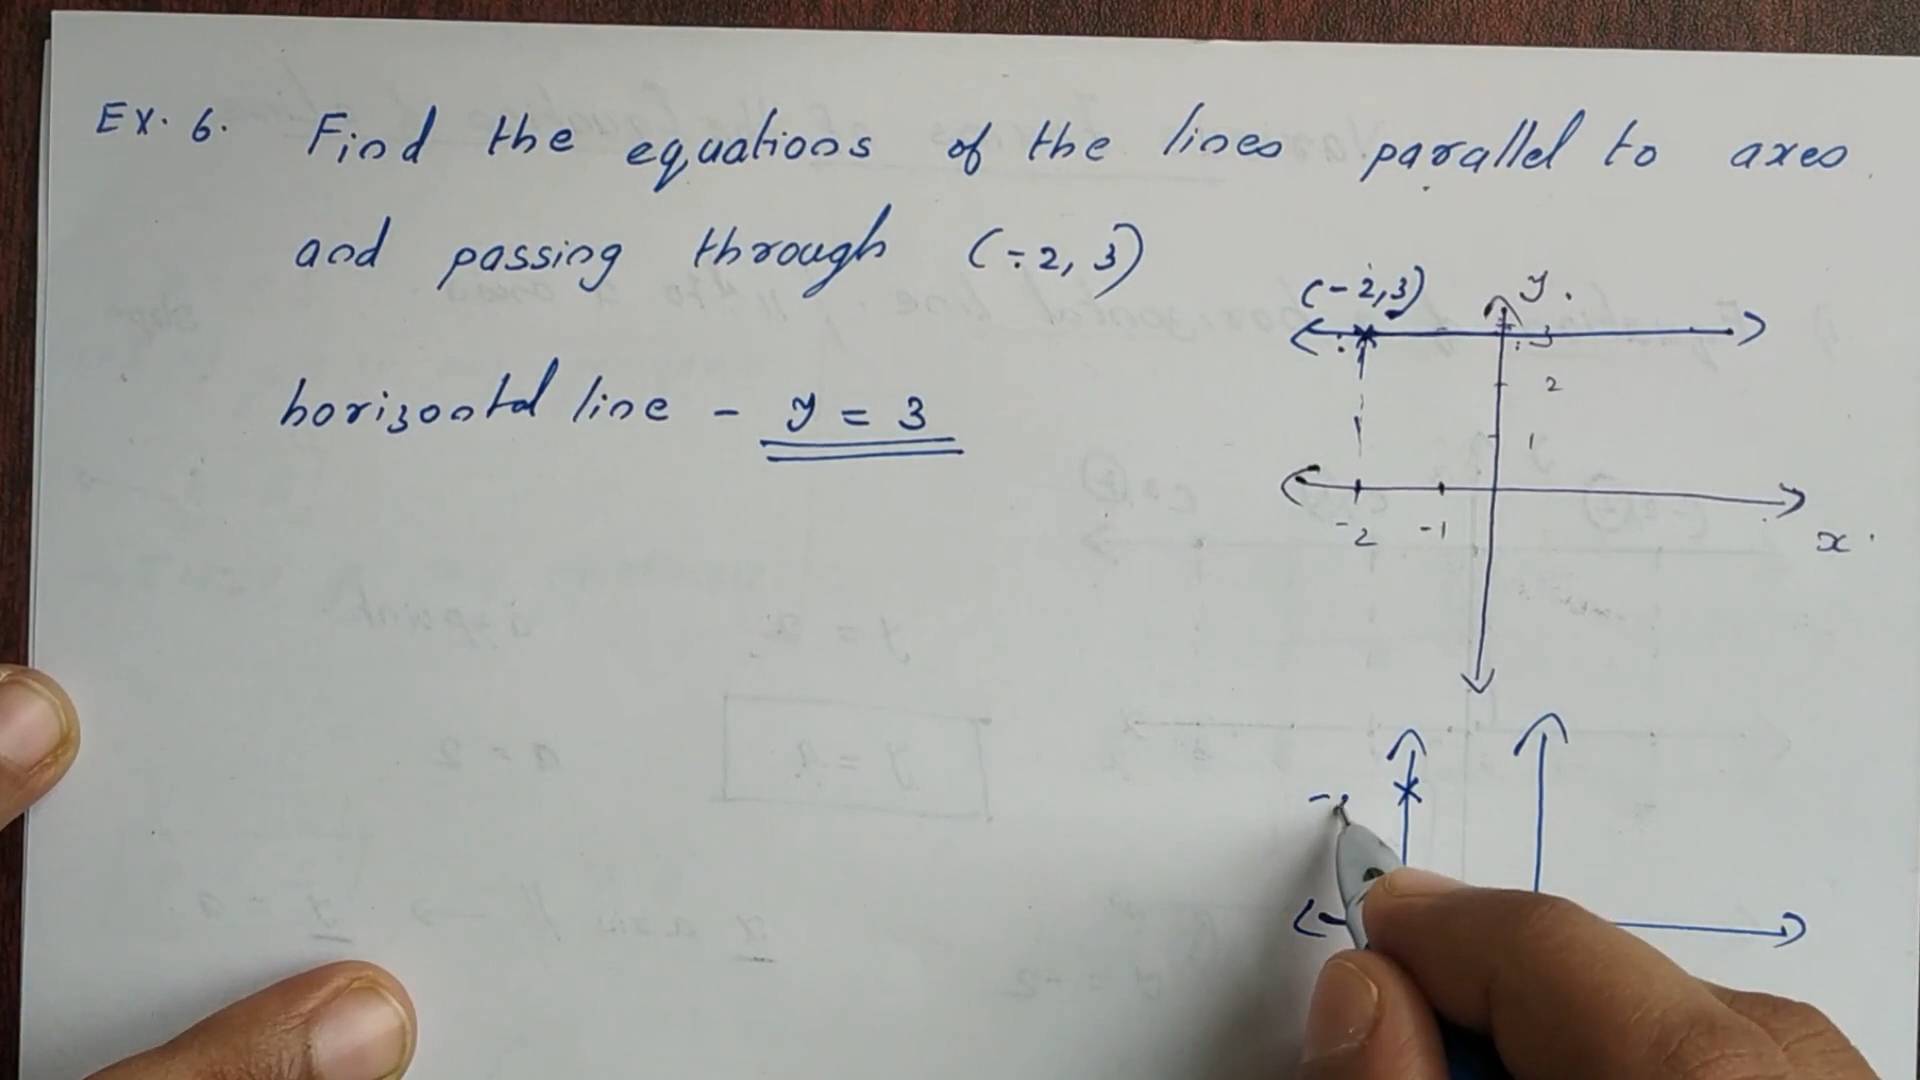 Ex. 6. Find the equations of the lines parallel to axes
and passing through (-2, 3)
(-2,3) y
3
horizontal line - y = 3
2
1
-2 -1
x